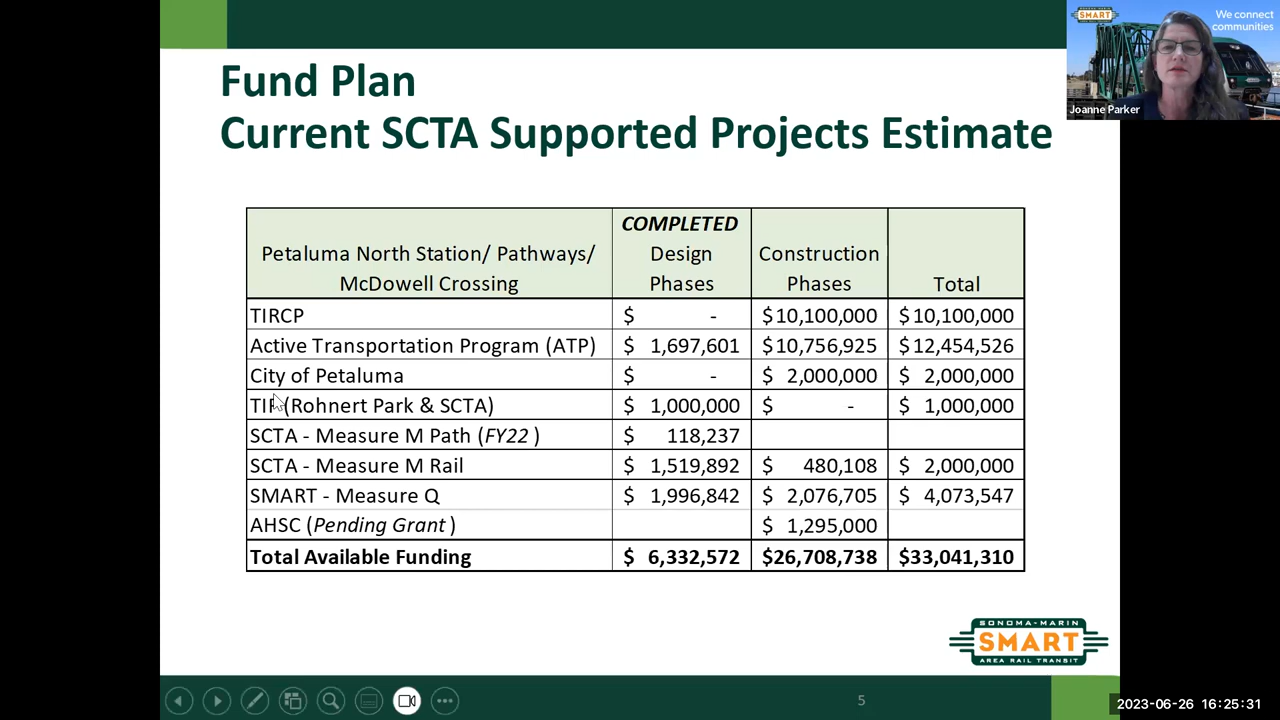 SONOMA-MARIN
SMART
We connect
communities
Joanne Parker
Fund Plan
Current SCTA Supported Projects Estimate
Petaluma North Station/ Pathways/ McDowell Crossing COMPLETED Design Phases Construction Phases Total
TIRCP $ - $10,100,000 $10,100,000
Active Transportation Program (ATP) $ 1,697,601 $10,756,925 $12,454,526
City of Petaluma $ - $ 2,000,000 $ 2,000,000
TIF (Rohnert Park & SCTA) $ 1,000,000 $ - $ 1,000,000
SCTA - Measure M Path (FY22 ) $ 118,237
SCTA - Measure M Rail $ 1,519,892 $ 480,108 $ 2,000,000
SMART - Measure Q $ 1,996,842 $ 2,076,705 $ 4,073,547
AHSC (Pending Grant ) $ 1,295,000
Total Available Funding $ 6,332,572 $26,708,738 $33,041,310
SONOMA-MARIN
SMART
AREA RAIL TRANSIT
5
2023-06-26 16:25:31